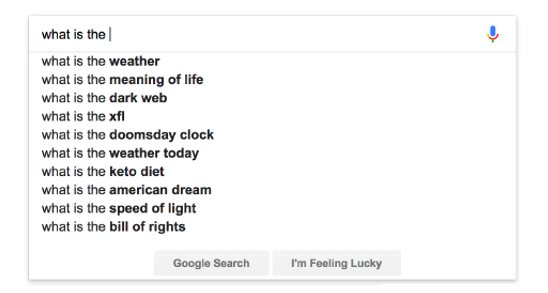 what is the
what is the weather
what is the meaning of life
what is the dark web
what is the xfl
what is the doomsday clock
what is the weather today
what is the keto diet
what is the american dream
what is the speed of light
what is the bill of rights
Google Search I'm Feeling Lucky